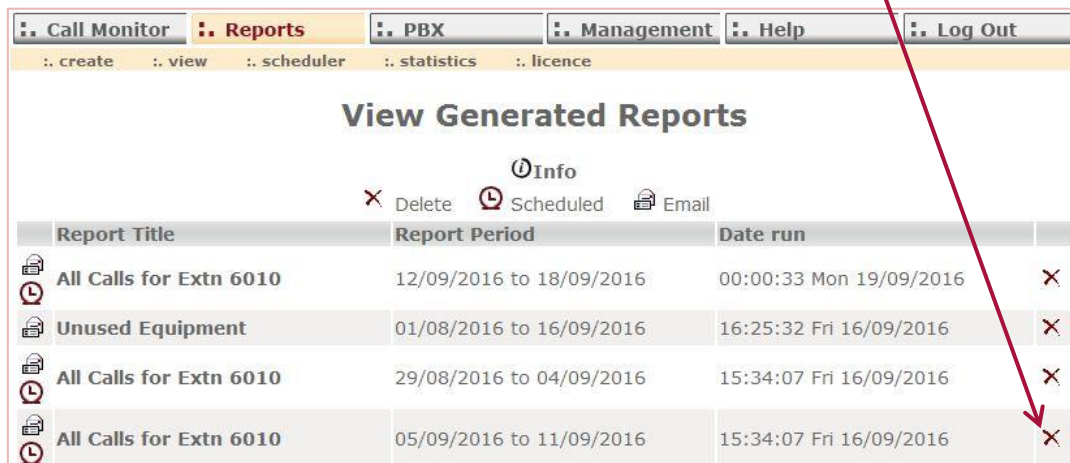 :. Call Monitor :. Reports :. PBX :. Management :. Help :. Log Out
:. create :. view :. scheduler :. statistics :. licence
View Generated Reports
i Info
Delete Scheduled Email
Report Title Report Period Date run
All Calls for Extn 6010 12/09/2016 to 18/09/2016 00:00:33 Mon 19/09/2016
Unused Equipment 01/08/2016 to 16/09/2016 16:25:32 Fri 16/09/2016
All Calls for Extn 6010 29/08/2016 to 04/09/2016 15:34:07 Fri 16/09/2016
All Calls for Extn 6010 05/09/2016 to 11/09/2016 15:34:07 Fri 16/09/2016